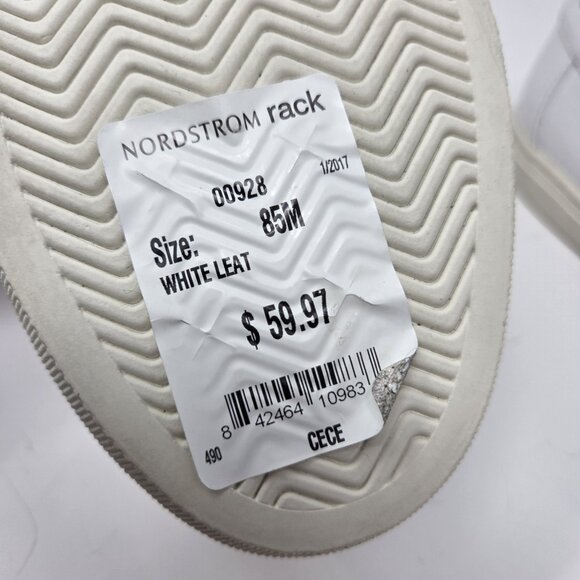 NORDSTROM rack
00928 1/2017
Size: 85M
WHITE LEAT
$ 59.97
8 42464 10983
490 CECE